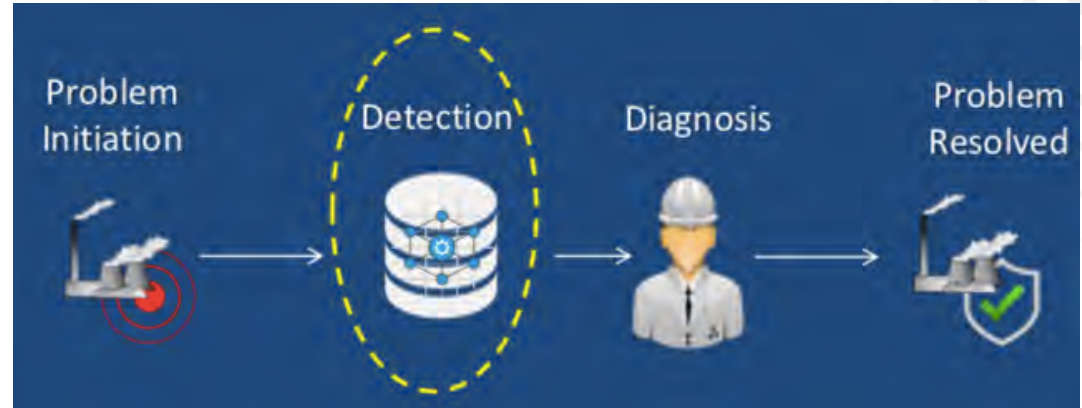 Problem
Initiation
Detection
Diagnosis
Problem
Resolved